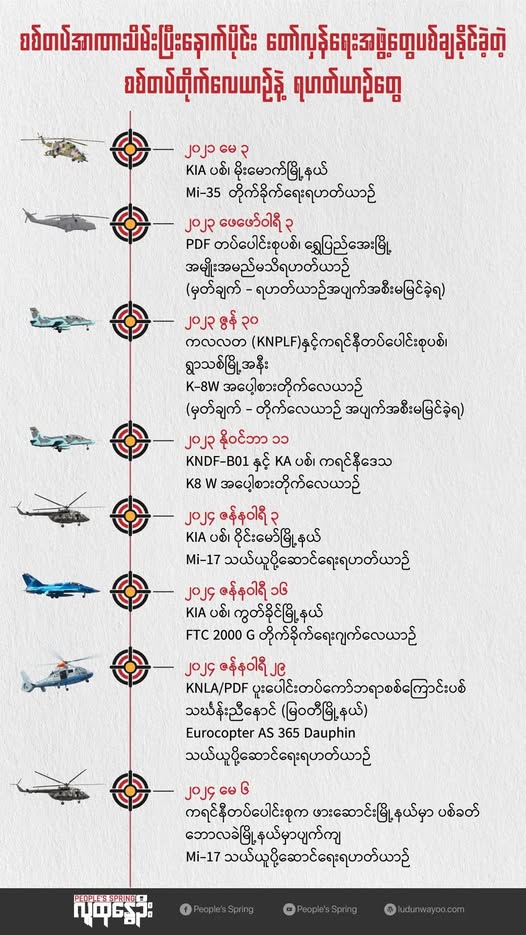 စစ်တပ်အာဏာသိမ်းပြီးနောက်ပိုင်း တော်လှန်ရေးအဖွဲ့တွေပစ်ချနိုင်ခဲ့တဲ့
စစ်တပ်တိုက်လေယာဉ်နဲ့ ရဟတ်ယာဉ်တွေ
၂၀၂၁ မေ ၃
KIA ပစ်၊ မိုးမောက်မြို့နယ်
Mi-35 တိုက်ခိုက်ရေးရဟတ်ယာဉ်
၂၀၂၃ ဖေဖော်ဝါရီ ၃
PDF တပ်ပေါင်းစုပစ်၊ ရွှေပြည်အေးမြို့
အမျိုးအမည်မသိရဟတ်ယာဉ်
(မှတ်ချက် – ရဟတ်ယာဉ်အပျက်အစီးမမြင်ခဲ့ရ)
၂၀၂၃ ဇွန် ၃၀
ကလလတ (KNPLF)နှင့်ကရင်နီတပ်ပေါင်းစုပစ်၊
ရွာသစ်မြို့အနီး
K-8W အပေါ့စားတိုက်လေယာဉ်
(မှတ်ချက် – တိုက်လေယာဉ် အပျက်အစီးမမြင်ခဲ့ရ)
၂၀၂၃ နိုဝင်ဘာ ၁၁
KNDF-B01 နှင့် KA ပစ်၊ ကရင်နီဒေသ
K8 W အပေါ့စားတိုက်လေယာဉ်
၂၀၂၄ ဇန်နဝါရီ ၃
KIA ပစ်၊ ဝိုင်းမော်မြို့နယ်
Mi-17 သယ်ယူပို့ဆောင်ရေးရဟတ်ယာဉ်
၂၀၂၄ ဇန်နဝါရီ ၁၆
KIA ပစ်၊ ကွတ်ခိုင်မြို့နယ်
FTC 2000 G တိုက်ခိုက်ရေးဂျက်လေယာဉ်
၂၀၂၄ ဇန်နဝါရီ ၂၉
KNLA/PDF ပူးပေါင်းတပ်ကော်ဘရာစစ်ကြောင်းပစ်
သင်္ဃန်းညီနောင် (မြဝတီမြို့နယ်)
Eurocopter AS 365 Dauphin
သယ်ယူပို့ဆောင်ရေးရဟတ်ယာဉ်
၂၀၂၄ မေ ၆
ကရင်နီတပ်ပေါင်းစုက ဖားဆောင်းမြို့နယ်မှာ ပစ်ခတ်
ဘောလခဲမြို့နယ်မှာပျက်ကျ
Mi-17 သယ်ယူပို့ဆောင်ရေးရဟတ်ယာဉ်
PEOPLE'S SPRING
လူထုနွေဦး
People's Spring
People's Spring
ludunwayoo.com